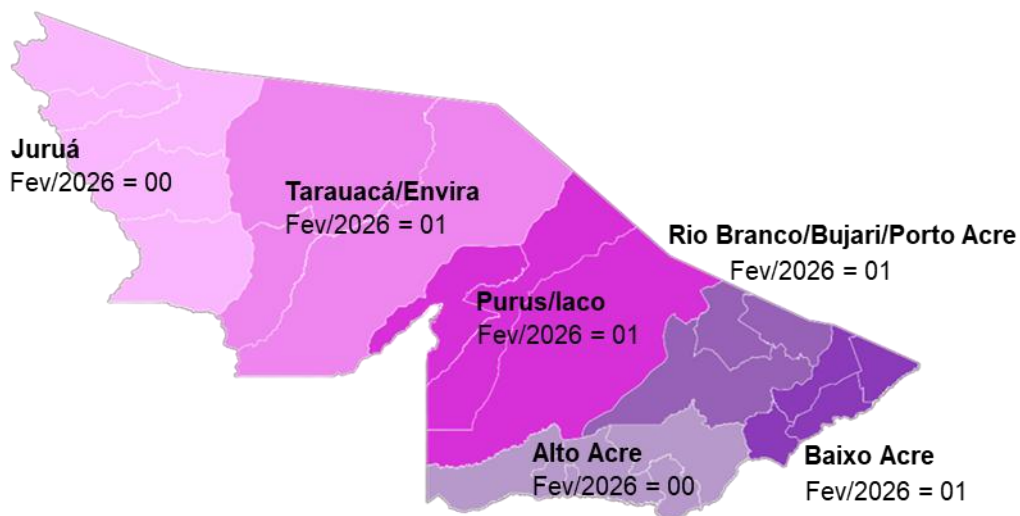 Juruá
Fev/2026 = 00
Tarauacá/Envira
Fev/2026 = 01
Rio Branco/Bujari/Porto Acre
Fev/2026 = 01
Purus/Iaco
Fev/2026 = 01
Alto Acre
Fev/2026 = 00
Baixo Acre
Fev/2026 = 01